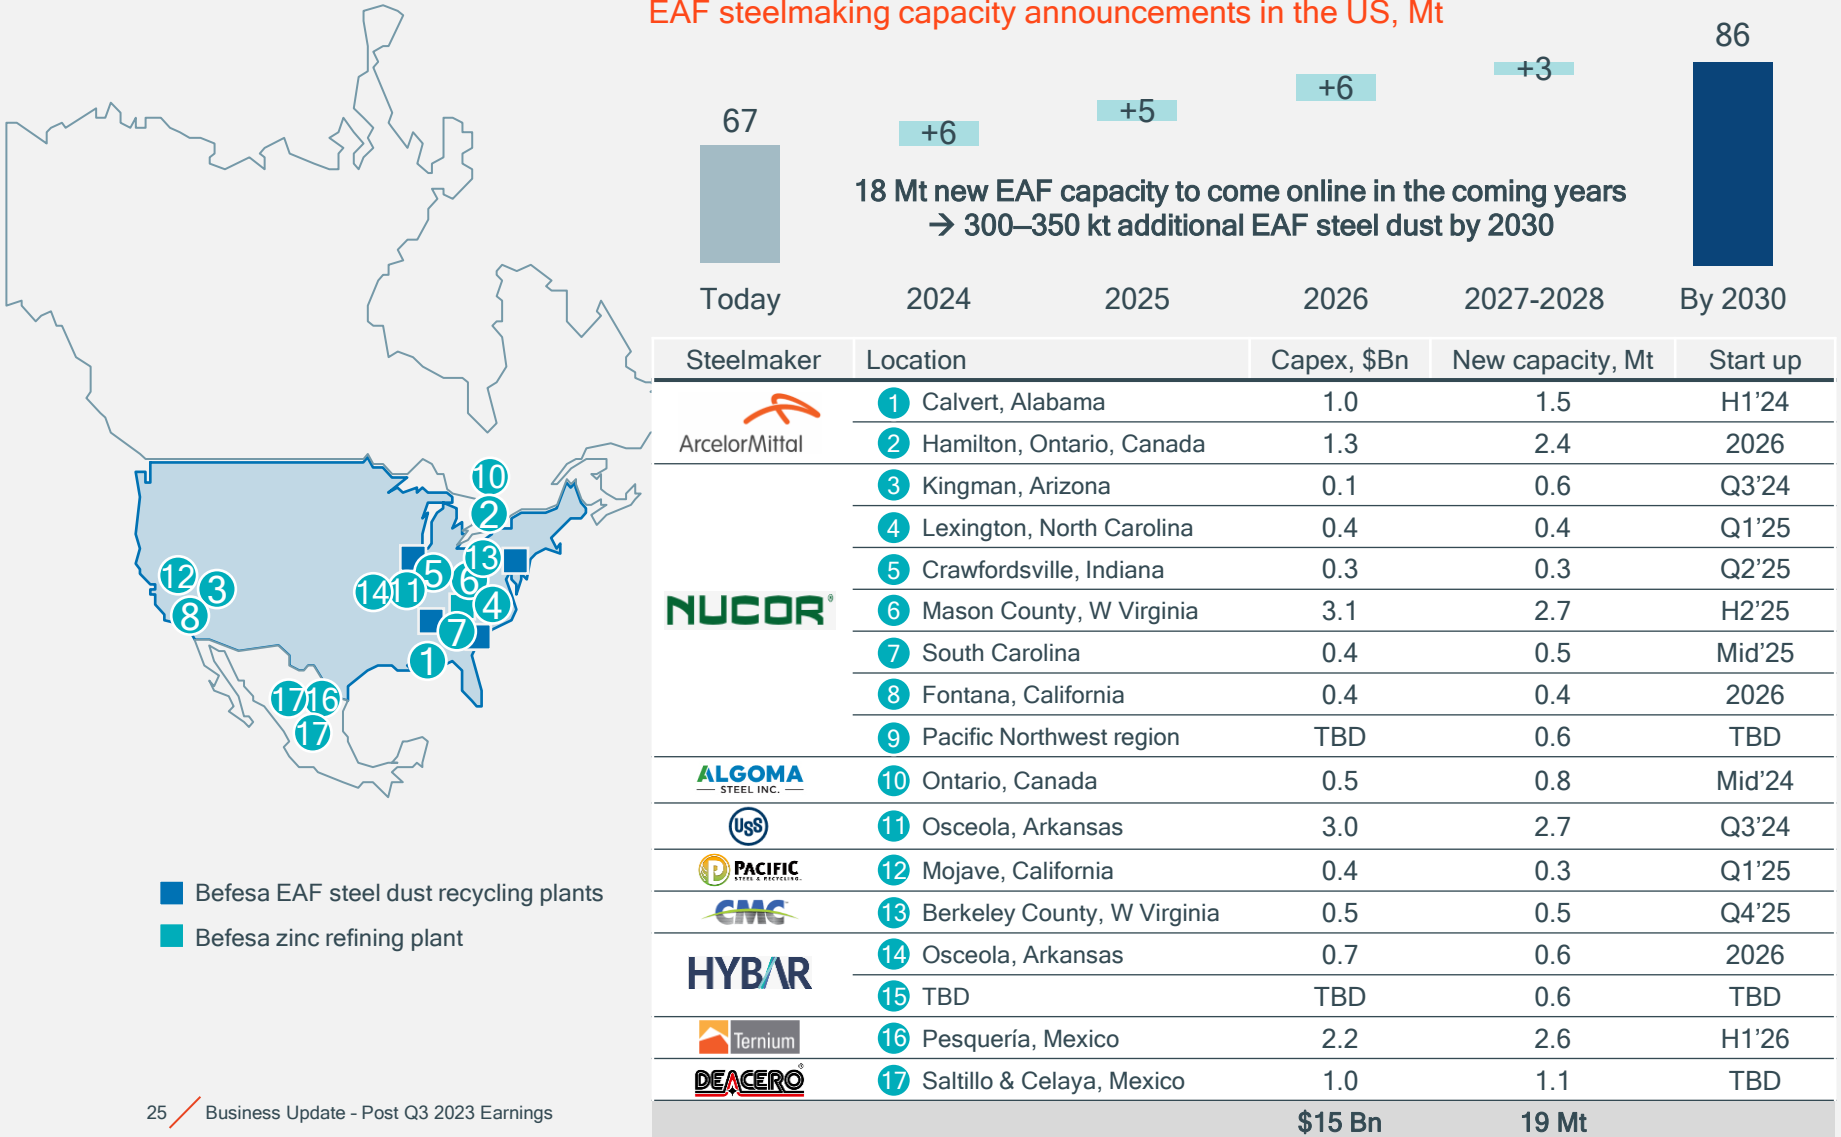 EAF steelmaking capacity announcements in the US, Mt
67
+6
+5
+6
+3
86
18 Mt new EAF capacity to come online in the coming years
→ 300–350 kt additional EAF steel dust by 2030
Today 2024 2025 2026 2027-2028 By 2030
Steelmaker Location Capex, $Bn New capacity, Mt Start up
ArcelorMittal
1 Calvert, Alabama 1.0 1.5 H1’24
2 Hamilton, Ontario, Canada 1.3 2.4 2026
NUCOR®
3 Kingman, Arizona 0.1 0.6 Q3’24
4 Lexington, North Carolina 0.4 0.4 Q1’25
5 Crawfordsville, Indiana 0.3 0.3 Q2’25
6 Mason County, W Virginia 3.1 2.7 H2’25
7 South Carolina 0.4 0.5 Mid’25
8 Fontana, California 0.4 0.4 2026
9 Pacific Northwest region TBD 0.6 TBD
ALGOMA
STEEL INC.
10 Ontario, Canada 0.5 0.8 Mid’24
USS
11 Osceola, Arkansas 3.0 2.7 Q3’24
P PACIFIC
STEEL & RECYCLING
12 Mojave, California 0.4 0.3 Q1’25
CMC
13 Berkeley County, W Virginia 0.5 0.5 Q4’25
HYBAR
14 Osceola, Arkansas 0.7 0.6 2026
15 TBD TBD 0.6 TBD
Ternium
16 Pesquería, Mexico 2.2 2.6 H1’26
DEACERO®
17 Saltillo & Celaya, Mexico 1.0 1.1 TBD
$15 Bn 19 Mt
10
2
13
5
6
12
3
14
11
4
8
7
1
17
16
17
Befesa EAF steel dust recycling plants
Befesa zinc refining plant
25 Business Update - Post Q3 2023 Earnings